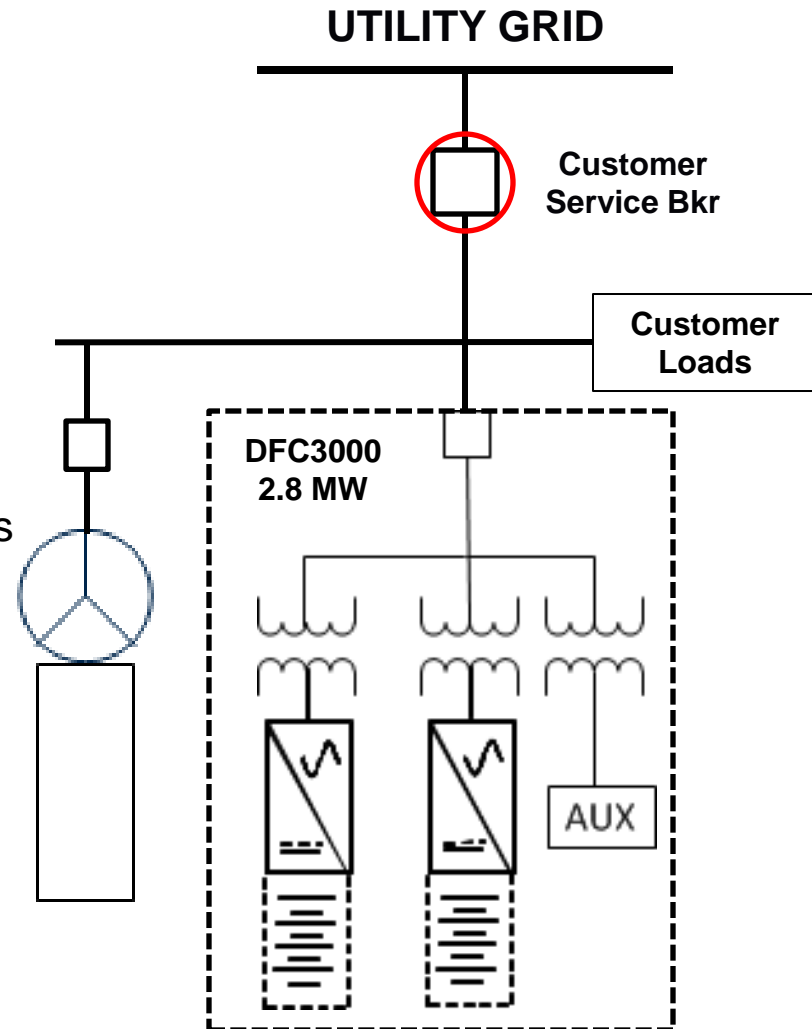 UTILITY GRID
Customer
Service Bkr
Customer
Loads
DFC3000
2.8 MW
s
AUX